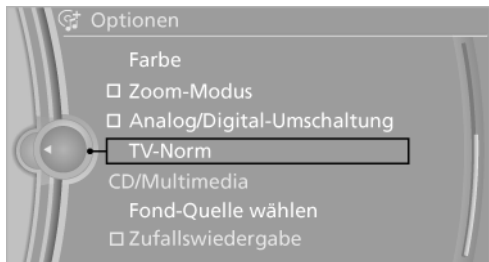 Optionen
Farbe
Zoom-Modus
Analog/Digital-Umschaltung
TV-Norm
CD/Multimedia
Fond-Quelle wählen
Zufallswiedergabe